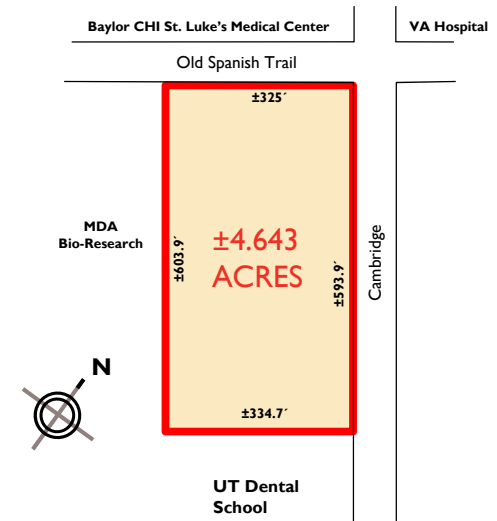 Baylor CHI St. Luke's Medical Center
VA Hospital
Old Spanish Trail
±325´
MDA
Bio-Research
±603.9´
±4.643
ACRES
±593.9´
Cambridge
N
±334.7´
UT Dental
School